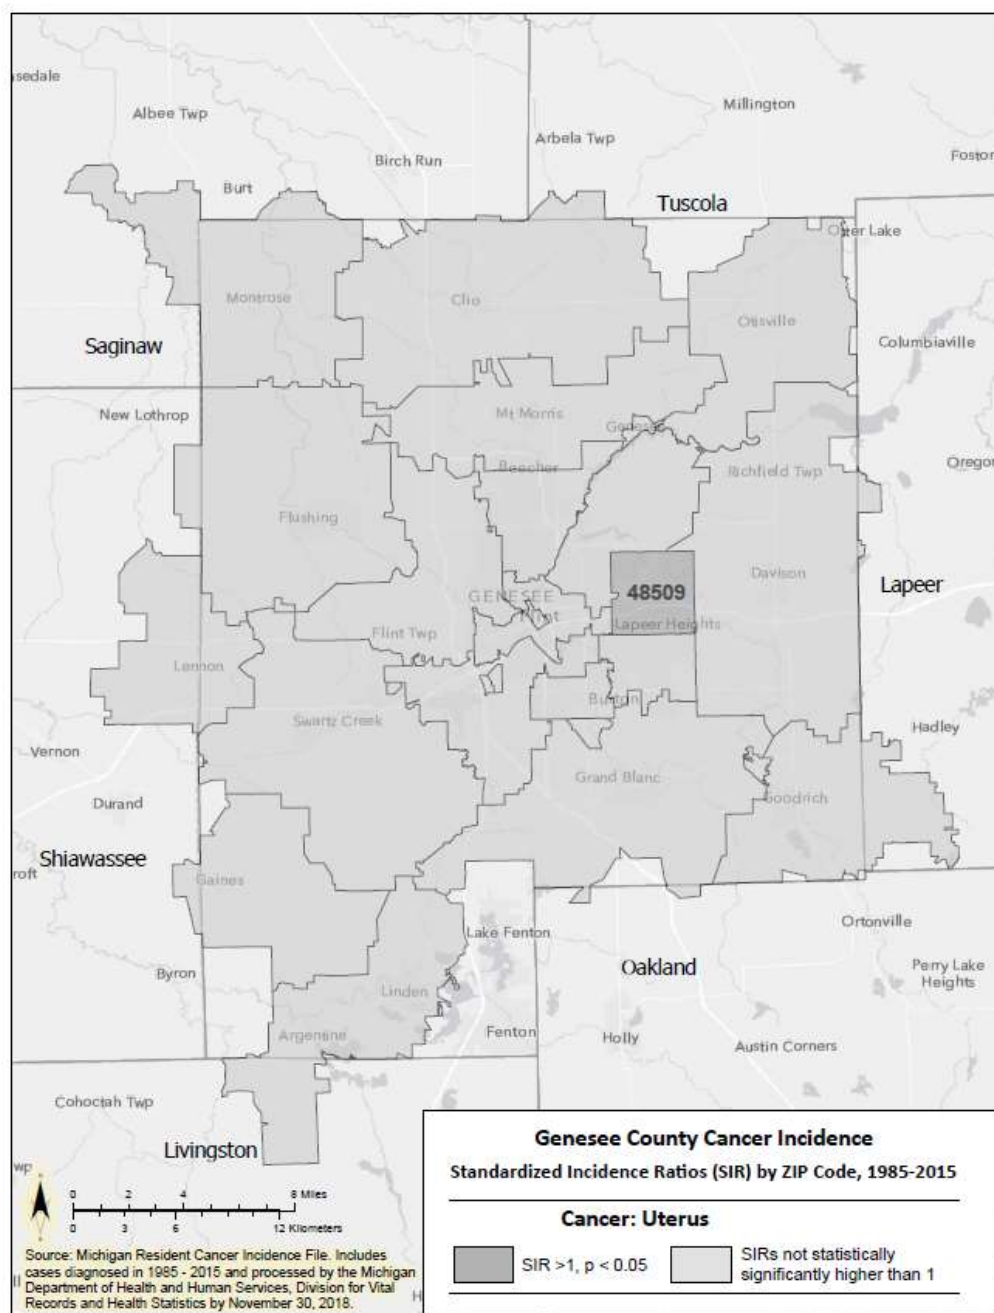 sedale
Albee Twp
Millington
Arbela Twp
Birch Run
Foston
Burt
Tuscola
Otter Lake
Montrose
Clio
Otisville
Saginaw
Columbiaville
New Lothrop
Mt Morris
Genesee
Beecher
Richfield Twp
Oregon
Flushing
Davison
Lapeer
48509
GENESEE
Flint
Lapeer Heights
Flint Twp
Lennon
Burton
Swartz Creek
Hadley
Vernon
Grand Blanc
Goodrich
Durand
Shiawassee
roft
Gaines
Ortonville
Lake Fenton
Oakland
Perry Lake
Heights
Byron
Linden
Fenton
Argentine
Holly
Austin Corners
Cohoctah Twp
Livingston
wp
0 2 4 8 Miles
0 3 6 12 Kilometers
Source: Michigan Resident Cancer Incidence File. Includes
cases diagnosed in 1985 - 2015 and processed by the Michigan
Department of Health and Human Services, Division for Vital
Records and Health Statistics by November 30, 2018.
Genesee County Cancer Incidence
Standardized Incidence Ratios (SIR) by ZIP Code, 1985-2015
Cancer: Uterus
SIR >1, p < 0.05
SIRs not statistically
significantly higher than 1